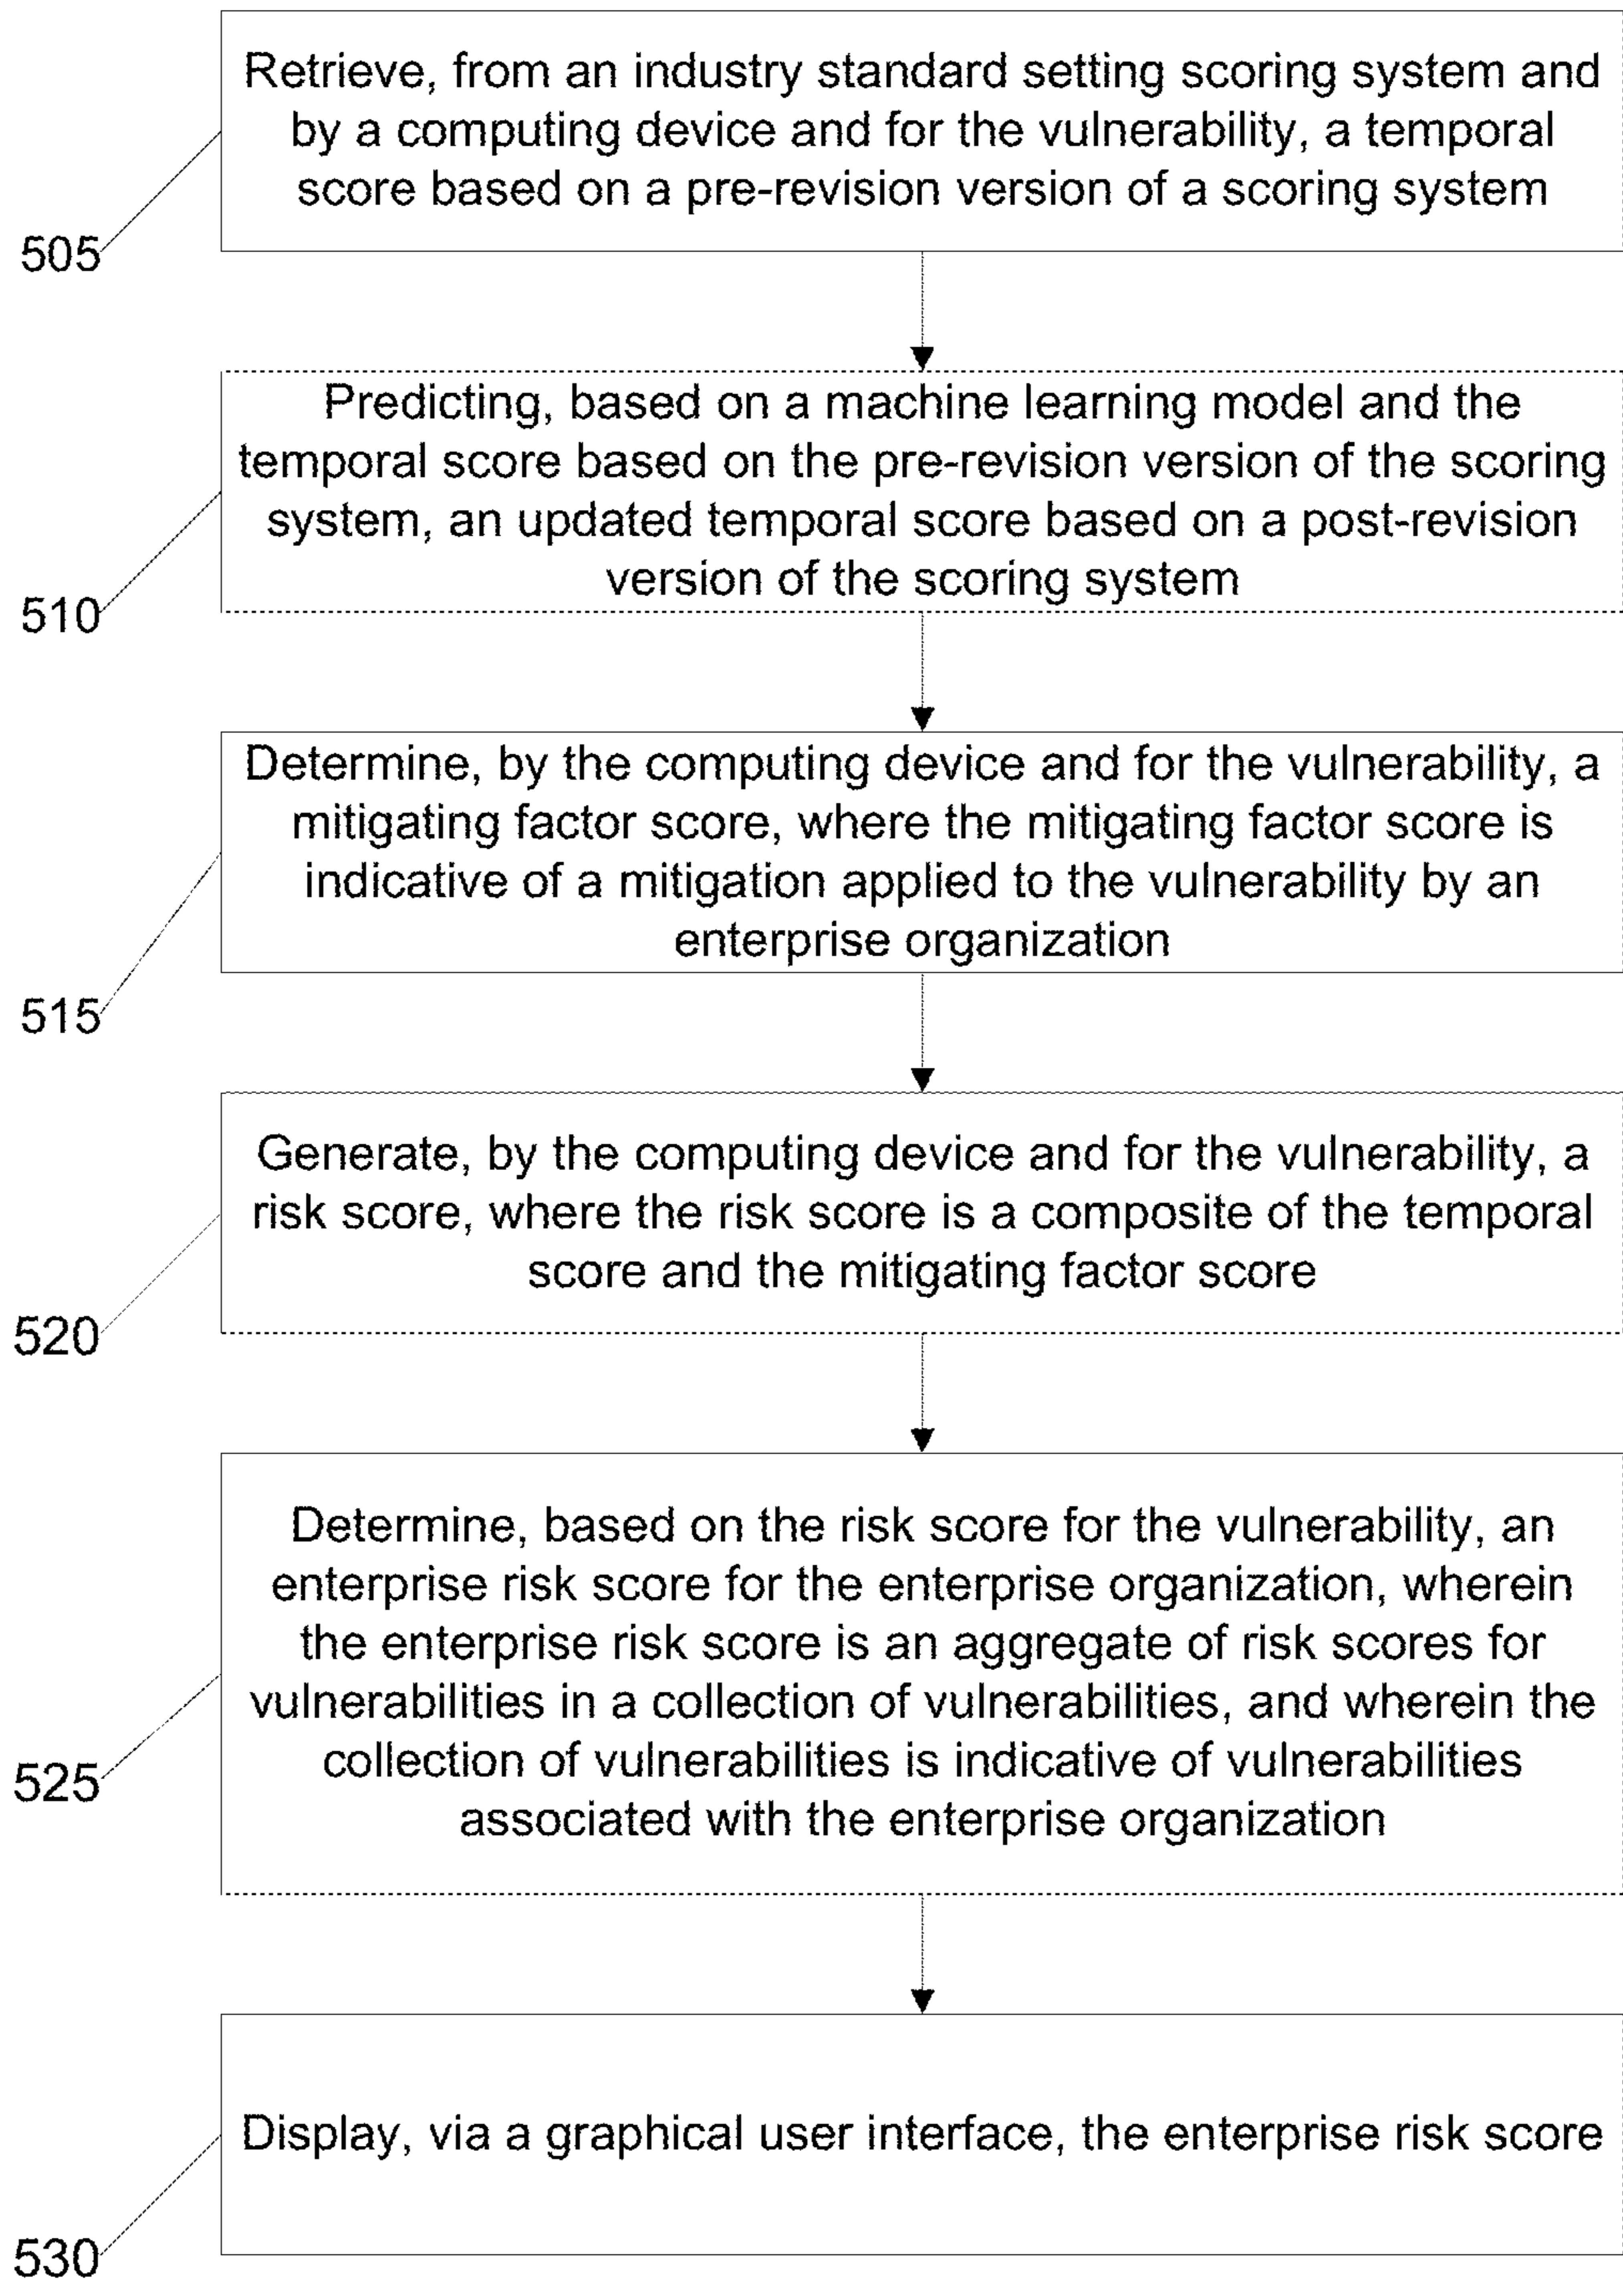 Retrieve, from an industry standard setting scoring system and
by a computing device and for the vulnerability, a temporal
score based on a pre-revision version of a scoring system
505
Predicting, based on a machine learning model and the
temporal score based on the pre-revision version of the scoring
system, an updated temporal score based on a post-revision
version of the scoring system
510
Determine, by the computing device and for the vulnerability, a
mitigating factor score, where the mitigating factor score is
indicative of a mitigation applied to the vulnerability by an
enterprise organization
515
Generate, by the computing device and for the vulnerability, a
risk score, where the risk score is a composite of the temporal
score and the mitigating factor score
520
Determine, based on the risk score for the vulnerability, an
enterprise risk score for the enterprise organization, wherein
the enterprise risk score is an aggregate of risk scores for
vulnerabilities in a collection of vulnerabilities, and wherein the
collection of vulnerabilities is indicative of vulnerabilities
associated with the enterprise organization
525
Display, via a graphical user interface, the enterprise risk score
530